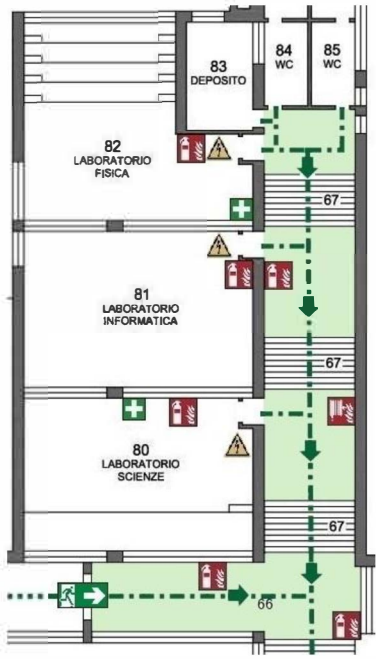 84
WC
85
WC
83
DEPOSITO
82
LABORATORIO
FISICA
67
81
LABORATORIO
INFORMATICA
67
80
LABORATORIO
SCIENZE
67
66